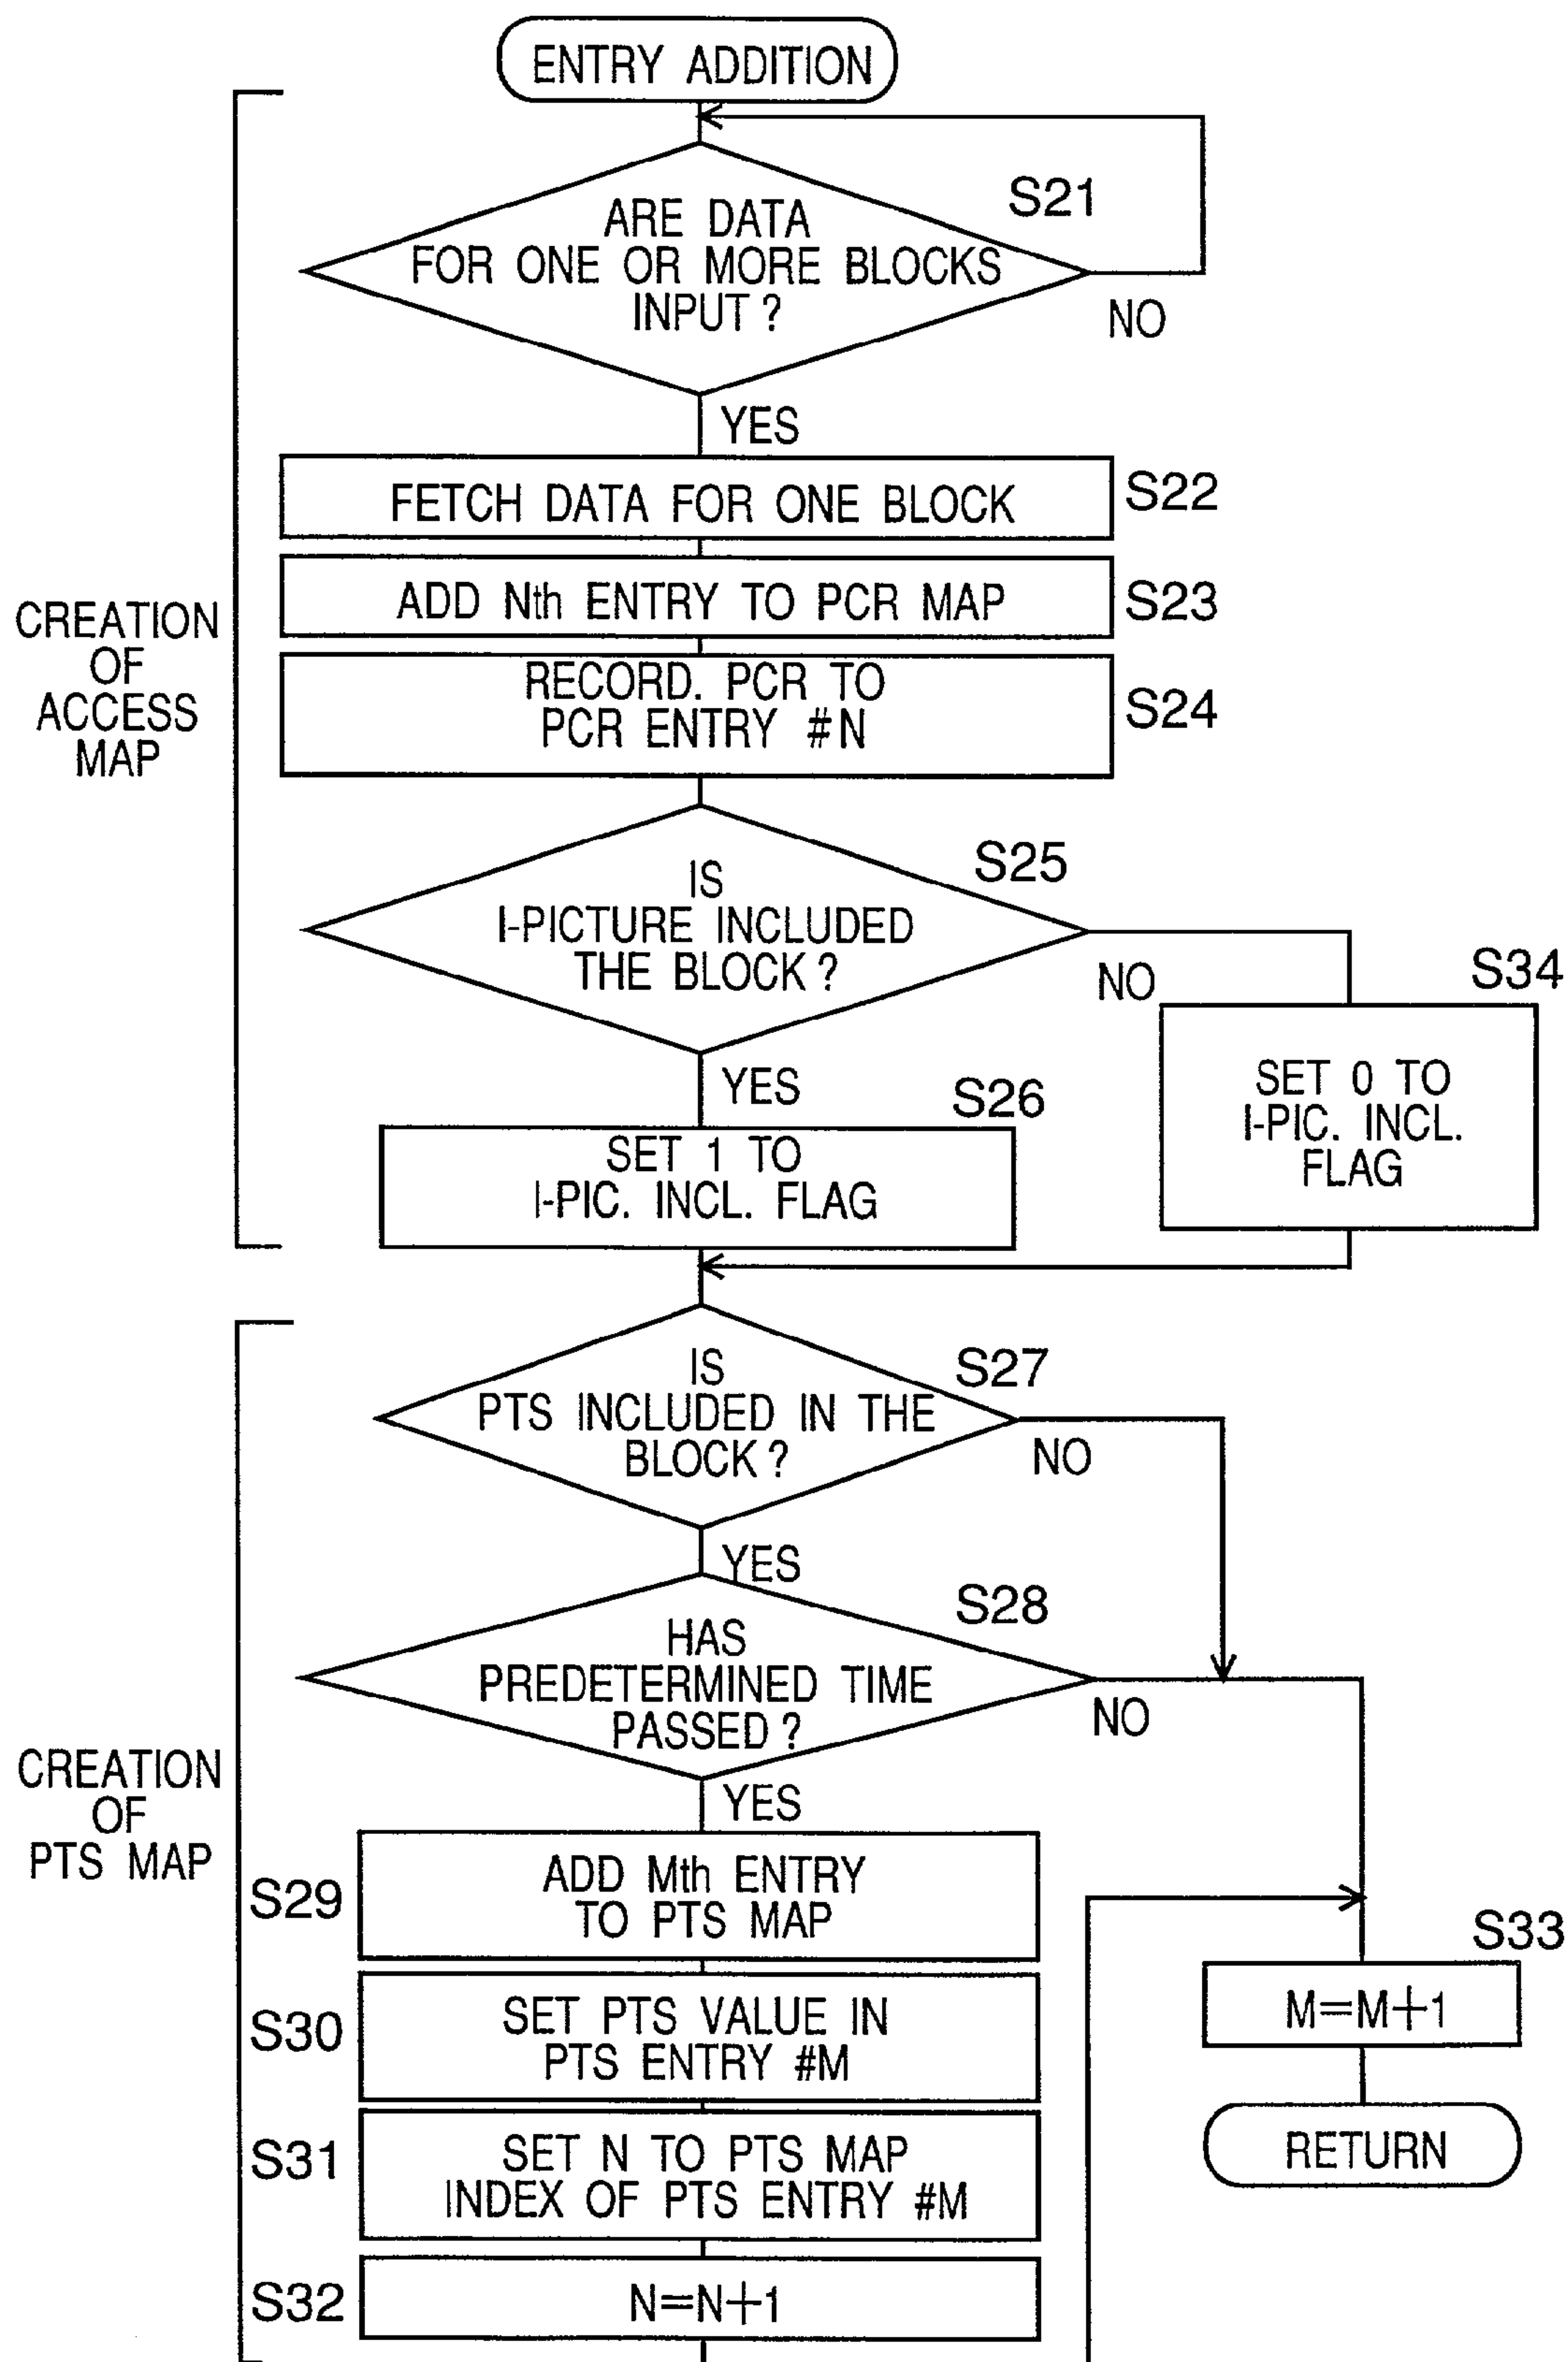 ENTRY ADDITION
ARE DATA
FOR ONE OR MORE BLOCKS
INPUT ?
S21
NO
YES
FETCH DATA FOR ONE BLOCK
S22
ADD Nth ENTRY TO PCR MAP
S23
RECORD. PCR TO
PCR ENTRY #N
S24
CREATION
OF
ACCESS
MAP
IS
I-PICTURE INCLUDED
THE BLOCK ?
S25
NO
S34
SET 0 TO
I-PIC. INCL.
FLAG
YES
S26
SET 1 TO
I-PIC. INCL. FLAG
IS
PTS INCLUDED IN THE
BLOCK ?
S27
NO
YES
S28
HAS
PREDETERMINED TIME
PASSED ?
NO
YES
CREATION
OF
PTS MAP
S29
ADD Mth ENTRY
TO PTS MAP
S30
SET PTS VALUE IN
PTS ENTRY #M
S31
SET N TO PTS MAP
INDEX OF PTS ENTRY #M
S32
N=N+1
S33
M=M+1
RETURN